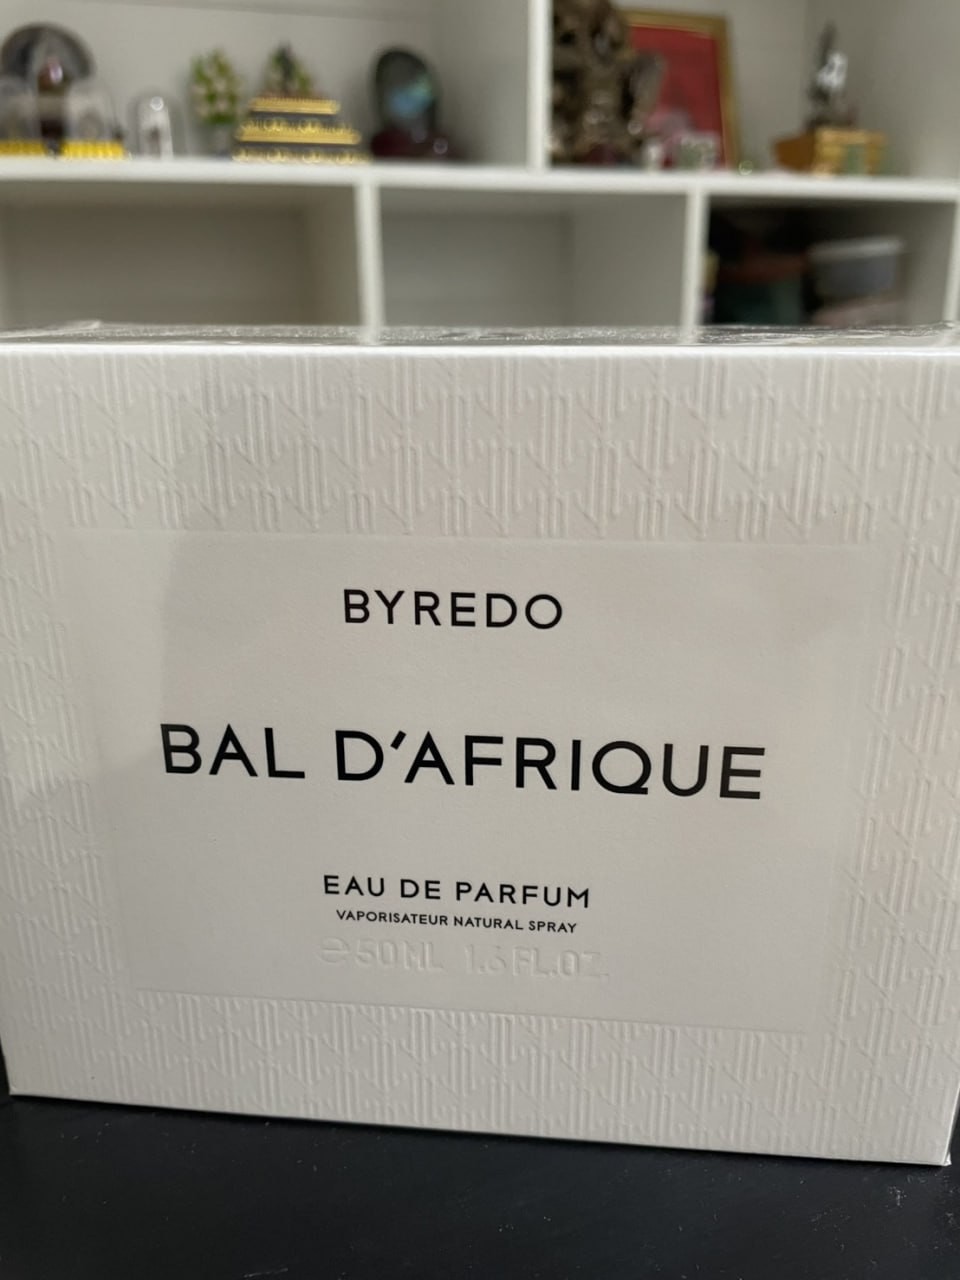 BYREDO
BAL D'AFRIQUE
EAU DE PARFUM
VAPORISATEUR NATURAL SPRAY
℮50ML 1.6FL.OZ.